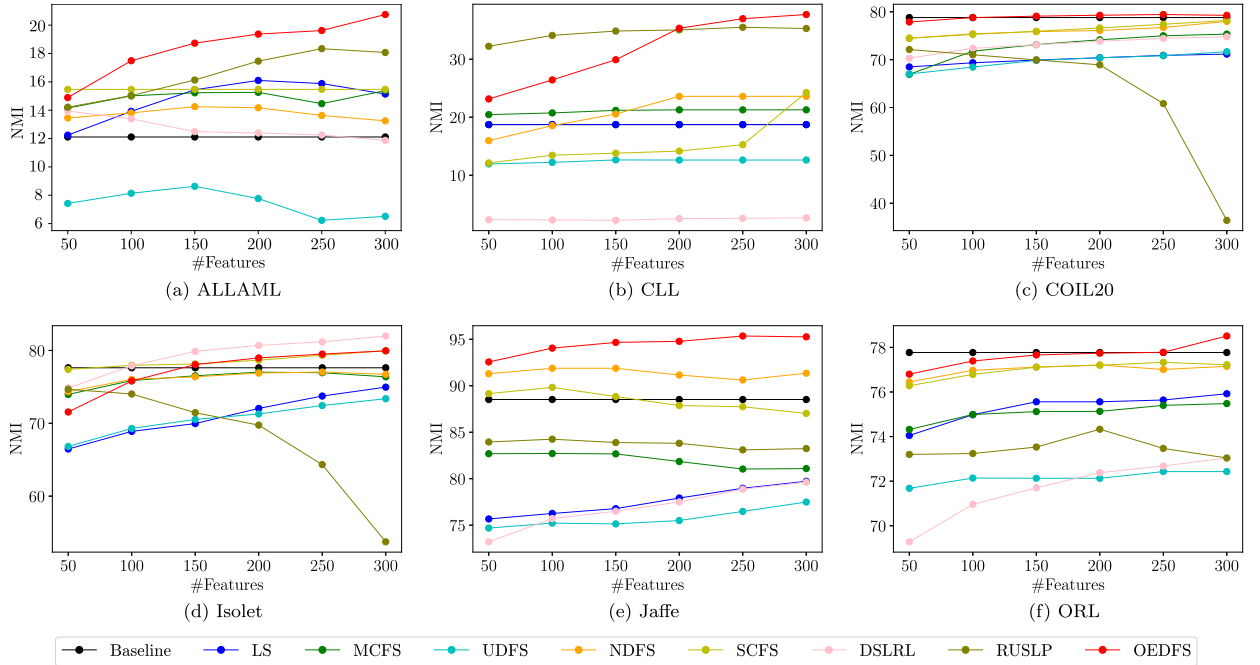 20
18
16
14
12
10
8
6
NMI
50 100 150 200 250 300
#Features
(a) ALLAML
30
20
10
NMI
50 100 150 200 250 300
#Features
(b) CLL
80
70
60
50
40
NMI
50 100 150 200 250 300
#Features
(c) COIL20
80
70
60
NMI
50 100 150 200 250 300
#Features
(d) Isolet
95
90
85
80
75
NMI
50 100 150 200 250 300
#Features
(e) Jaffe
78
76
74
72
70
NMI
50 100 150 200 250 300
#Features
(f) ORL
Baseline LS MCFS UDFS NDFS SCFS DSLRL RUSLP OEDFS